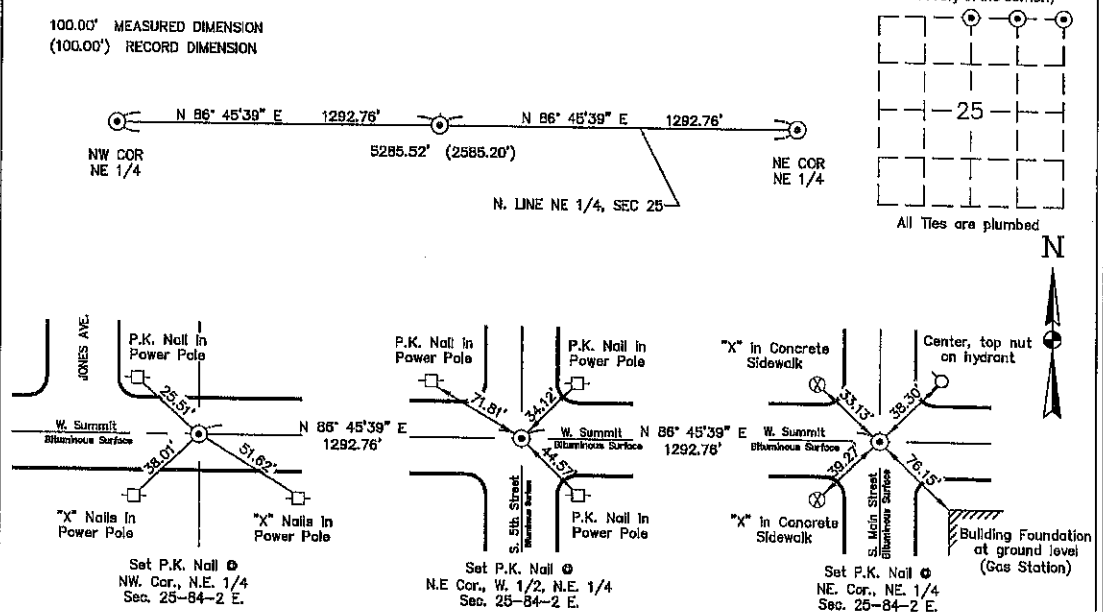 100.00' MEASURED DIMENSION
(100.00') RECORD DIMENSION
25
All Ties are plumbed
N
N 86° 45'39" E 1292.76'
N 86° 45'39" E 1292.76'
5285.52' (2585.20')
NW COR
NE 1/4
NE COR
NE 1/4
N. LINE NE 1/4, SEC 25
JONES AVE.
P.K. Nail in
Power Pole
25.51'
W. Summit
Bituminous Surface
38.01'
51.62'
"X" Nails in
Power Pole
"X" Nails in
Power Pole
Set P.K. Nail
NW. Cor., N.E. 1/4
Sec. 25-84-2 E.
N 86° 45'39" E
1292.76'
P.K. Nail in
Power Pole
P.K. Nail in
Power Pole
71.81'
34.12'
W. Summit
Bituminous Surface
44.57'
S. 5th Street
Bituminous Surface
P.K. Nail in
Power Pole
Set P.K. Nail
N.E Cor., W. 1/2, N.E. 1/4
Sec. 25-84-2 E.
N 86° 45'39" E
1292.76'
"X" in Concrete
Sidewalk
Center, top nut
on hydrant
33.13'
38.30'
W. Summit
Bituminous Surface
39.27'
76.15'
S. Main Street
Bituminous Surface
"X" in Concrete
Sidewalk
Building Foundation
at ground level
(Gas Station)
Set P.K. Nail
NE. Cor., NE. 1/4
Sec. 25-84-2 E.